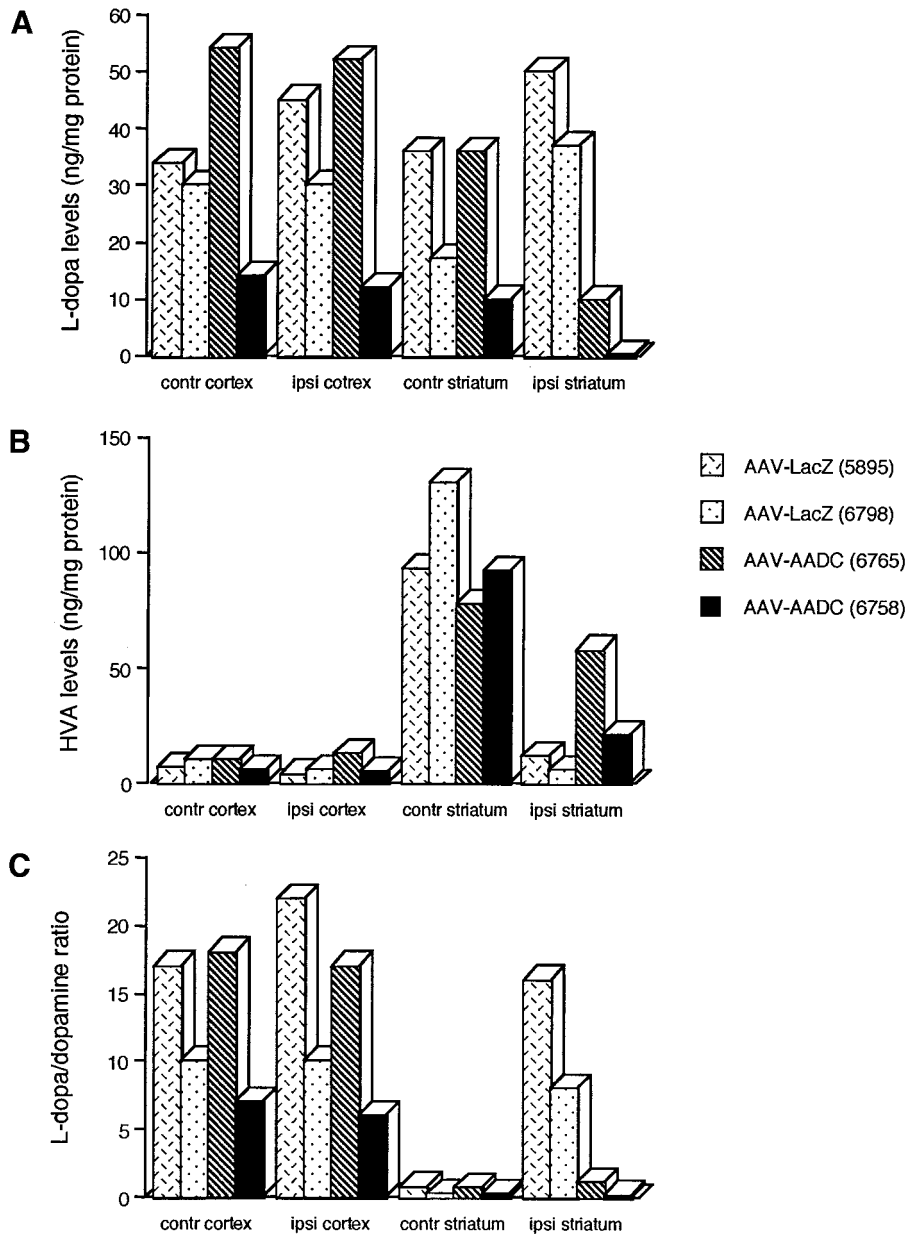 A
L-dopa levels (ng/mg protein)
60
50
40
30
20
10
0
contr cortex ipsi cotrex contr striatum ipsi striatum
B
HVA levels (ng/mg protein)
150
100
50
0
contr cortex ipsi cortex contr striatum ipsi striatum
AAV-LacZ (5895)
AAV-LacZ (6798)
AAV-AADC (6765)
AAV-AADC (6758)
C
L-dopa/dopamine ratio
25
20
15
10
5
0
contr cortex ipsi cortex contr striatum ipsi striatum